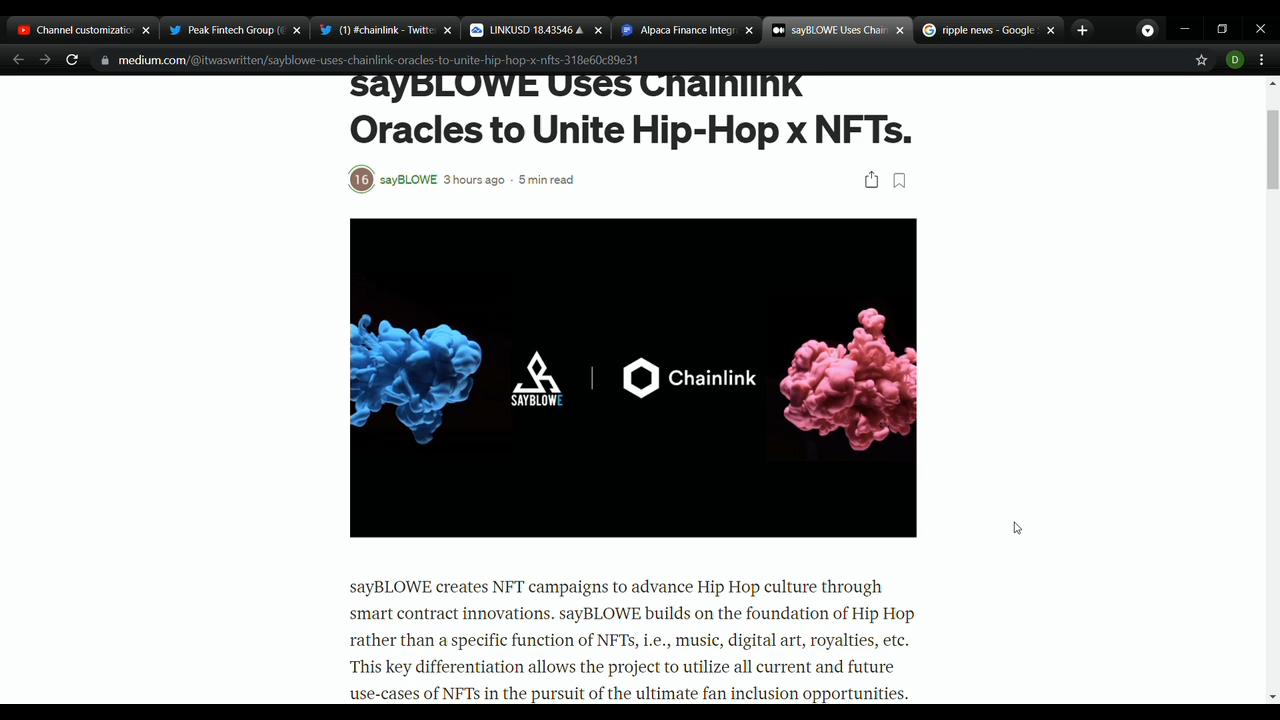 Channel customization
Peak Fintech Group (@
(1) #chainlink - Twitter
LINKUSD 18.43546 ▲
Alpaca Finance Integr
sayBLOWE Uses Chain
ripple news - Google S
medium.com/@itwaswritten/sayblowe-uses-chainlink-oracles-to-unite-hip-hop-x-nfts-318e60c89e31
D
sayBLOWE Uses Chainlink
Oracles to Unite Hip-Hop x NFTs.
16 sayBLOWE 3 hours ago · 5 min read
SAYBLOWE
Chainlink
sayBLOWE creates NFT campaigns to advance Hip Hop culture through
smart contract innovations. sayBLOWE builds on the foundation of Hip Hop
rather than a specific function of NFTs, i.e., music, digital art, royalties, etc.
This key differentiation allows the project to utilize all current and future
use-cases of NFTs in the pursuit of the ultimate fan inclusion opportunities.